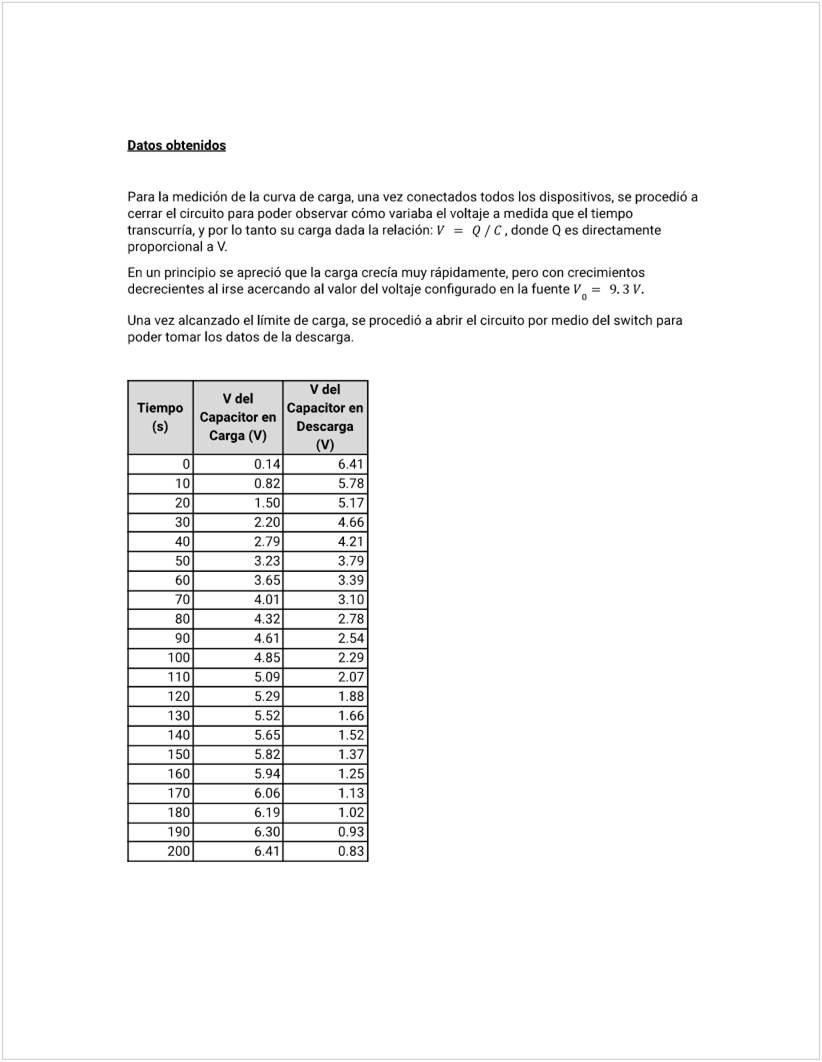 Datos obtenidos
Para la medición de la curva de carga, una vez conectados todos los dispositivos, se procedió a
cerrar el circuito para poder observar cómo variaba el voltaje a medida que el tiempo
transcurría, y por lo tanto su carga dada la relación: V = Q / C , donde Q es directamente
proporcional a V.
En un principio se apreció que la carga crecía muy rápidamente, pero con crecimientos
decrecientes al irse acercando al valor del voltaje configurado en la fuente V₀ = 9. 3 V.
Una vez alcanzado el límite de carga, se procedió a abrir el circuito por medio del switch para
poder tomar los datos de la descarga.
Tiempo (s) V del Capacitor en Carga (V) V del Capacitor en Descarga (V)
0 0.14 6.41
10 0.82 5.78
20 1.50 5.17
30 2.20 4.66
40 2.79 4.21
50 3.23 3.79
60 3.65 3.39
70 4.01 3.10
80 4.32 2.78
90 4.61 2.54
100 4.85 2.29
110 5.09 2.07
120 5.29 1.88
130 5.52 1.66
140 5.65 1.52
150 5.82 1.37
160 5.94 1.25
170 6.06 1.13
180 6.19 1.02
190 6.30 0.93
200 6.41 0.83